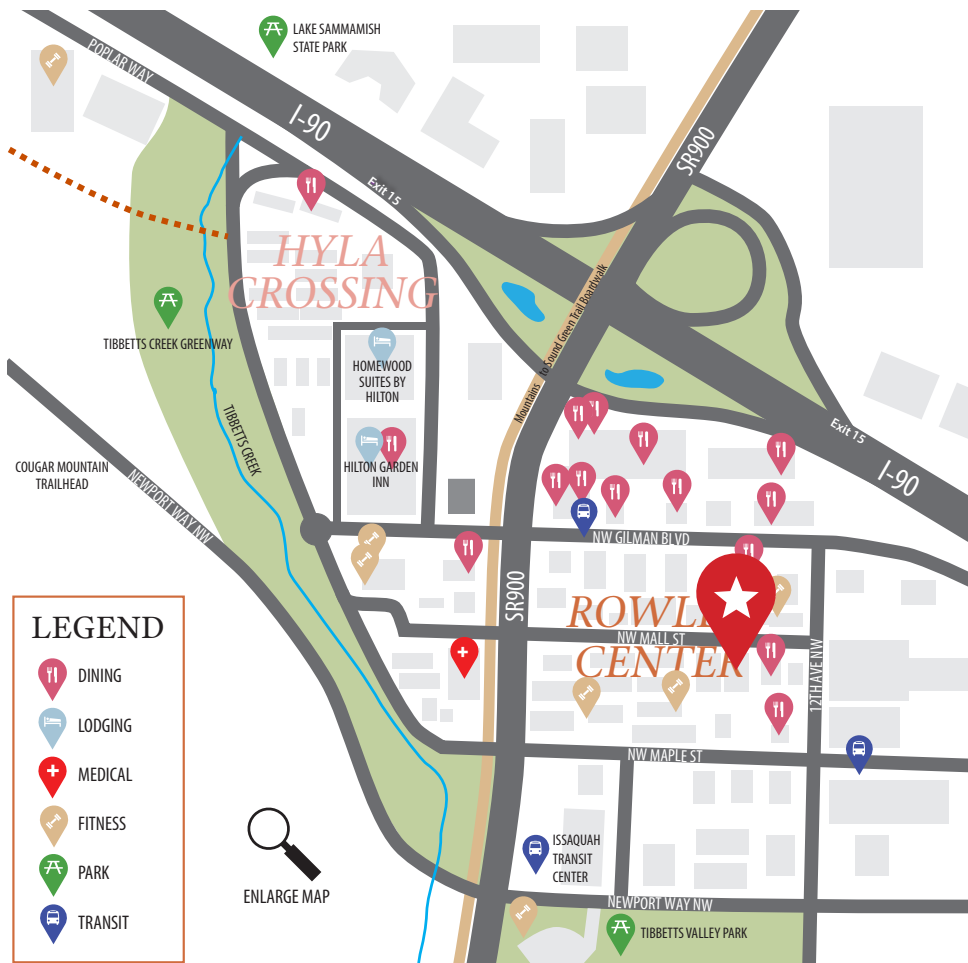 LAKE SAMMAMISH
STATE PARK
POPLAR WAY
I-90
SR900
Exit 15
HYLA
CROSSING
Mountains to Sound Green Trail Boardwalk
TIBBETTS CREEK GREENWAY
HOMEWOOD
SUITES BY
HILTON
TIBBETTS CREEK
HILTON GARDEN
INN
COUGAR MOUNTAIN
TRAILHEAD
NEWPORT WAY NW
Exit 15
I-90
NW GILMAN BLVD
SR900
ROWLE
CENTER
NW MALL ST
12TH AVE NW
NW MAPLE ST
LEGEND
DINING
LODGING
MEDICAL
FITNESS
PARK
TRANSIT
ENLARGE MAP
ISSAQUAH
TRANSIT
CENTER
NEWPORT WAY NW
TIBBETTS VALLEY PARK